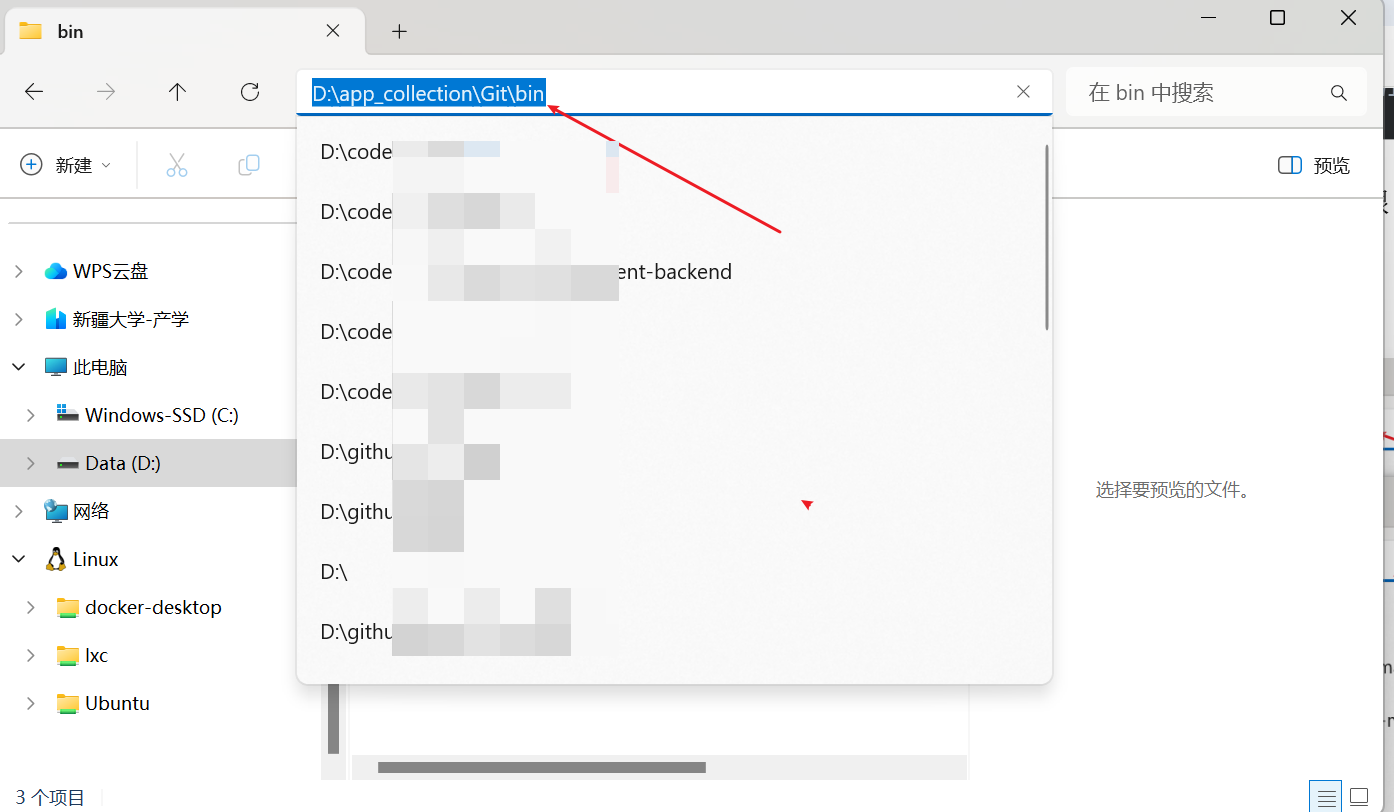 bin
D:\app_collection\Git\bin
在 bin 中搜索
新建
预览
D:\code
D:\code
D:\code ent-backend
D:\code
D:\code
D:\githu
D:\githu
D:\
D:\githu
WPS云盘
新疆大学-产学
此电脑
Windows-SSD (C:)
Data (D:)
网络
Linux
docker-desktop
lxc
Ubuntu
选择要预览的文件。
3 个项目